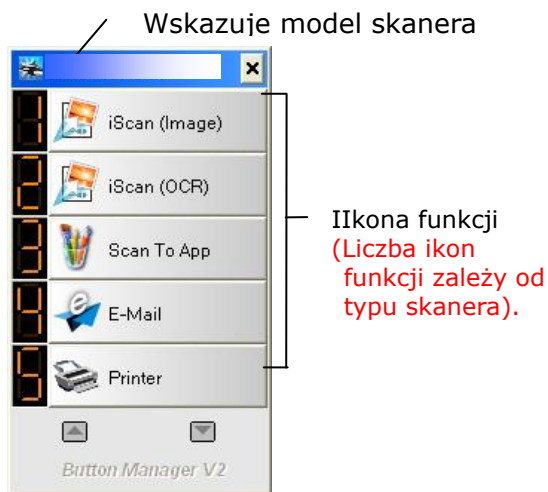 Wskazuje model skanera
1 iScan (Image)
2 iScan (OCR)
3 Scan To App
4 E-Mail
5 Printer
Button Manager V2
IIkona funkcji
(Liczba ikon
funkcji zależy od
typu skanera).